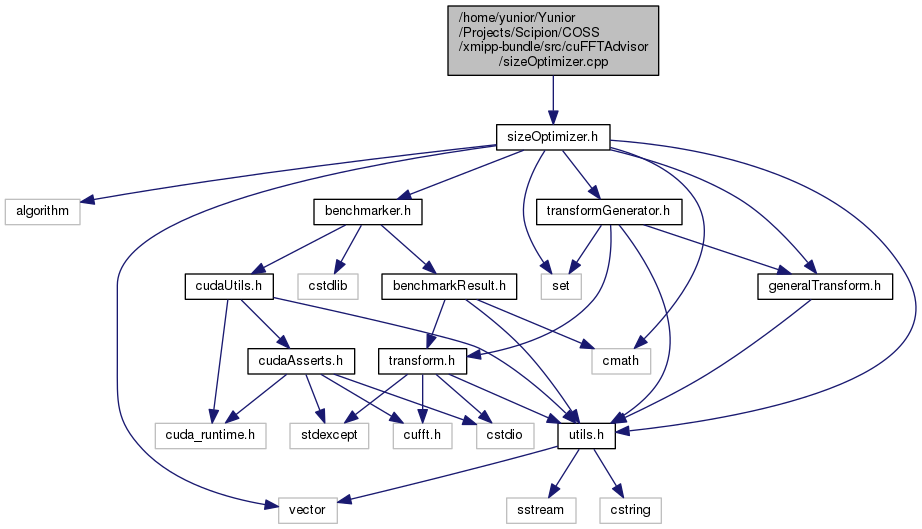 /home/yunior/Yunior
/Projects/Scipion/COSS
/xmipp-bundle/src/cuFFTAdvisor
/sizeOptimizer.cpp
sizeOptimizer.h
algorithm
benchmarker.h
transformGenerator.h
cudaUtils.h
cstdlib
benchmarkResult.h
set
generalTransform.h
cudaAsserts.h
transform.h
cmath
cuda_runtime.h
stdexcept
cufft.h
cstdio
utils.h
vector
sstream
cstring